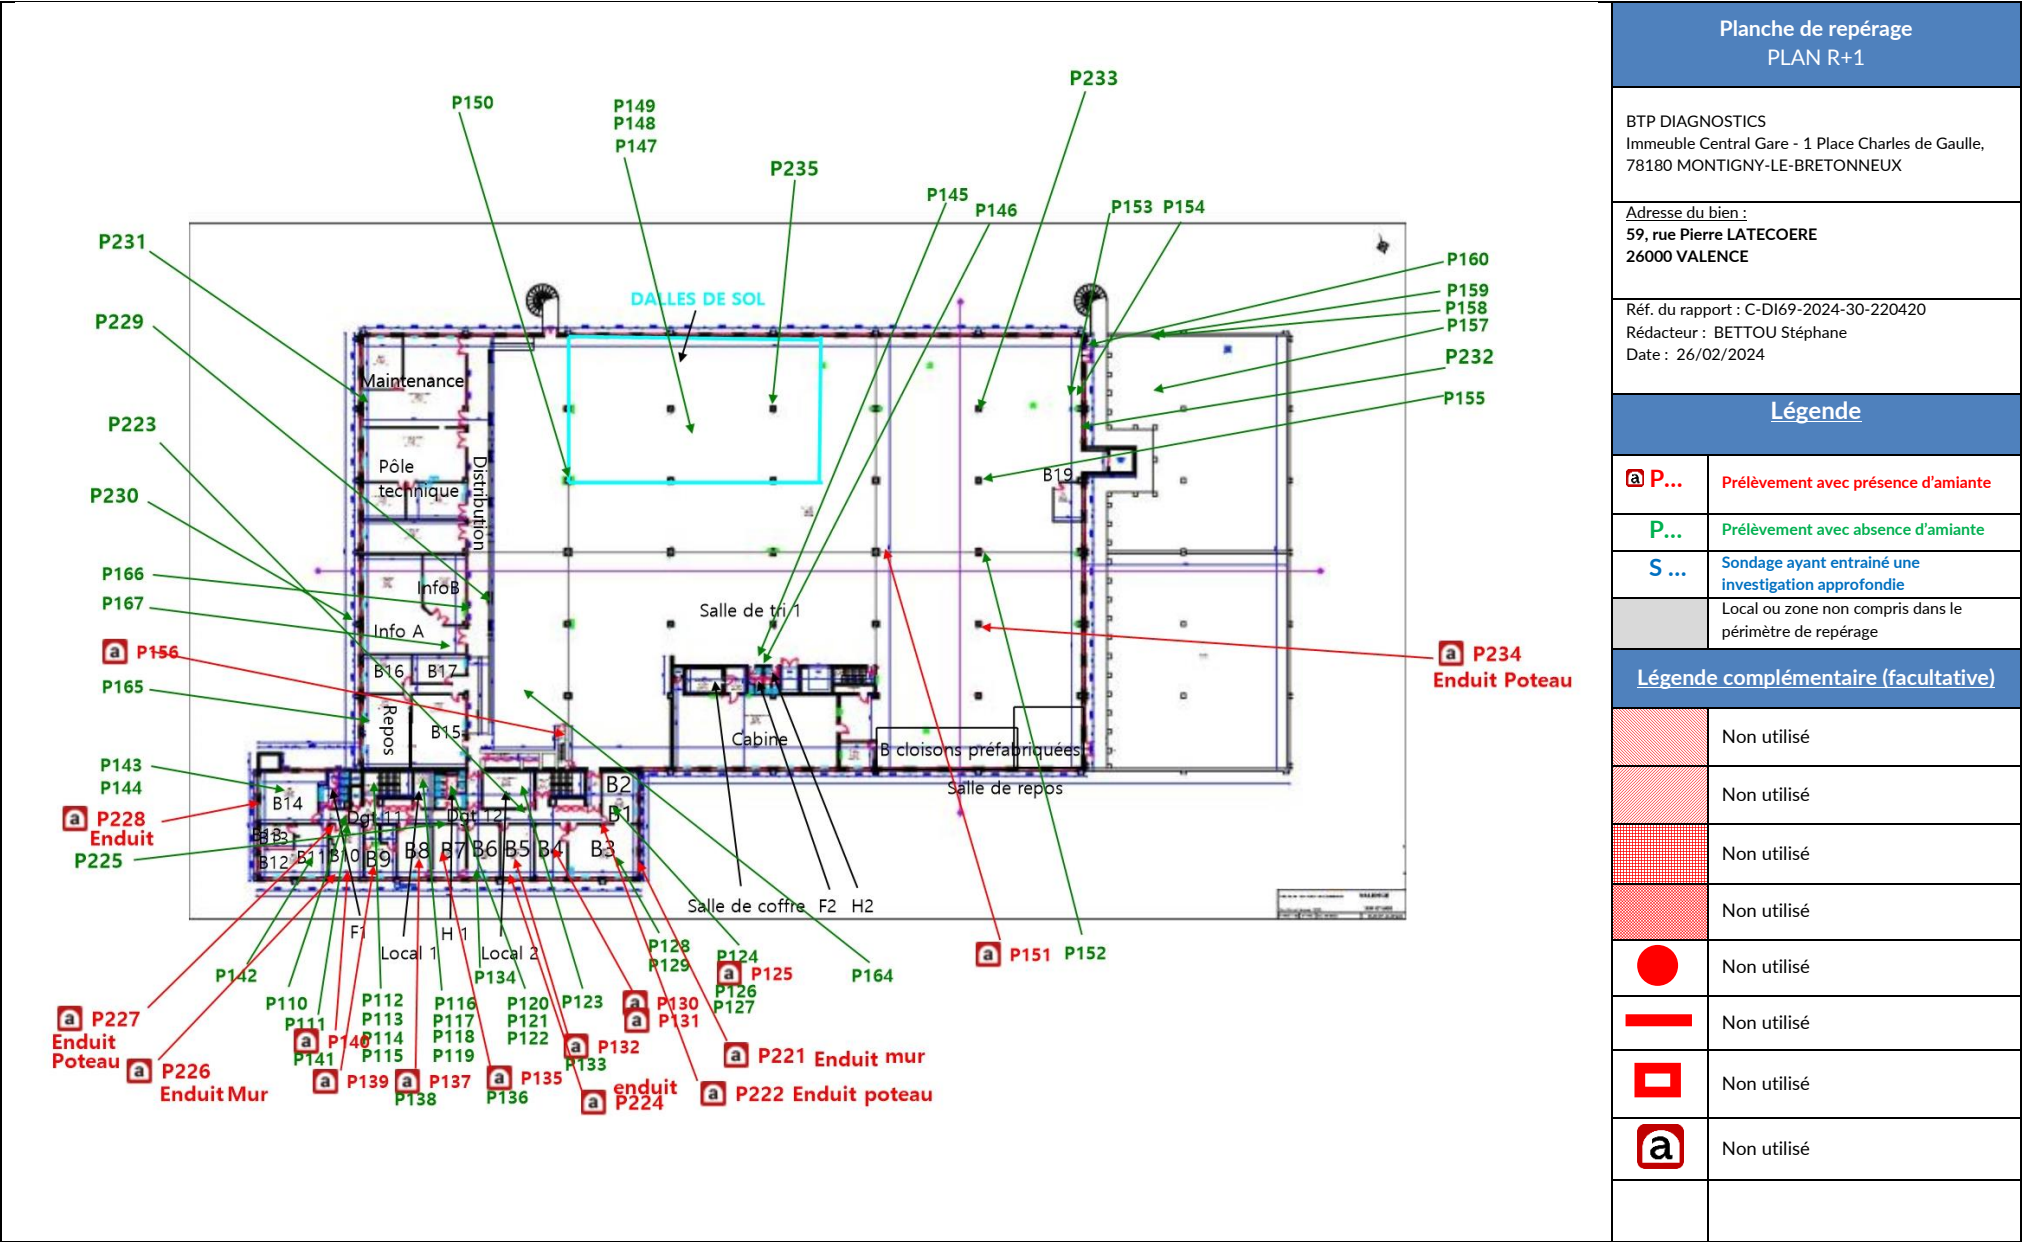 Planche de repérage
PLAN R+1
BTP DIAGNOSTICS
Immeuble Central Gare - 1 Place Charles de Gaulle,
78180 MONTIGNY-LE-BRETONNEUX
Adresse du bien :
59, rue Pierre LATECOERE
26000 VALENCE
Réf. du rapport : C-DI69-2024-30-220420
Rédacteur : BETTOU Stéphane
Date : 26/02/2024
Légende
a P... Prélèvement avec présence d'amiante
P... Prélèvement avec absence d'amiante
S ... Sondage ayant entrainé une
investigation approfondie
Local ou zone non compris dans le
périmètre de repérage
Légende complémentaire (facultative)
Non utilisé
Non utilisé
Non utilisé
Non utilisé
Non utilisé
Non utilisé
Non utilisé
a Non utilisé
P233
P150
P149
P148
P147
P235
P145
P146
P153 P154
P231
P160
P159
P158
P157
P232
P155
P229
P223
P230
P166
P167
a P156
P165
P143
P144
a P228
Enduit
P225
DALLES DE SOL
Maintenance
Pôle
technique
Distribution
B19
InfoB
Info A
B16
B17
Repos
B15
Salle de tri 1
Cabine
B cloisons préfabriquées
Salle de repos
a P234
Enduit Poteau
B14
B13
B13
B12
B11
B10
B9
B8
B7
B6
B5
B4
B3
B2
B1
Dgt 11
Dgt 12
VALENCE
Salle de coffre F2 H2
F1
H 1
Local 1
Local 2
a P151
P152
P164
P142
P110
P111
a P140
P141
P112
P113
P114
P115
P116
P117
P118
P119
P134
P120
P121
P122
P123
P128
P129
P124
a P125
P126
P127
a P130
a P131
a P132
P133
a P135
P136
a P137
P138
a P139
a P227
Enduit
Poteau
a P226
Enduit Mur
a P221 Enduit mur
a P222 Enduit poteau
enduit
a P224